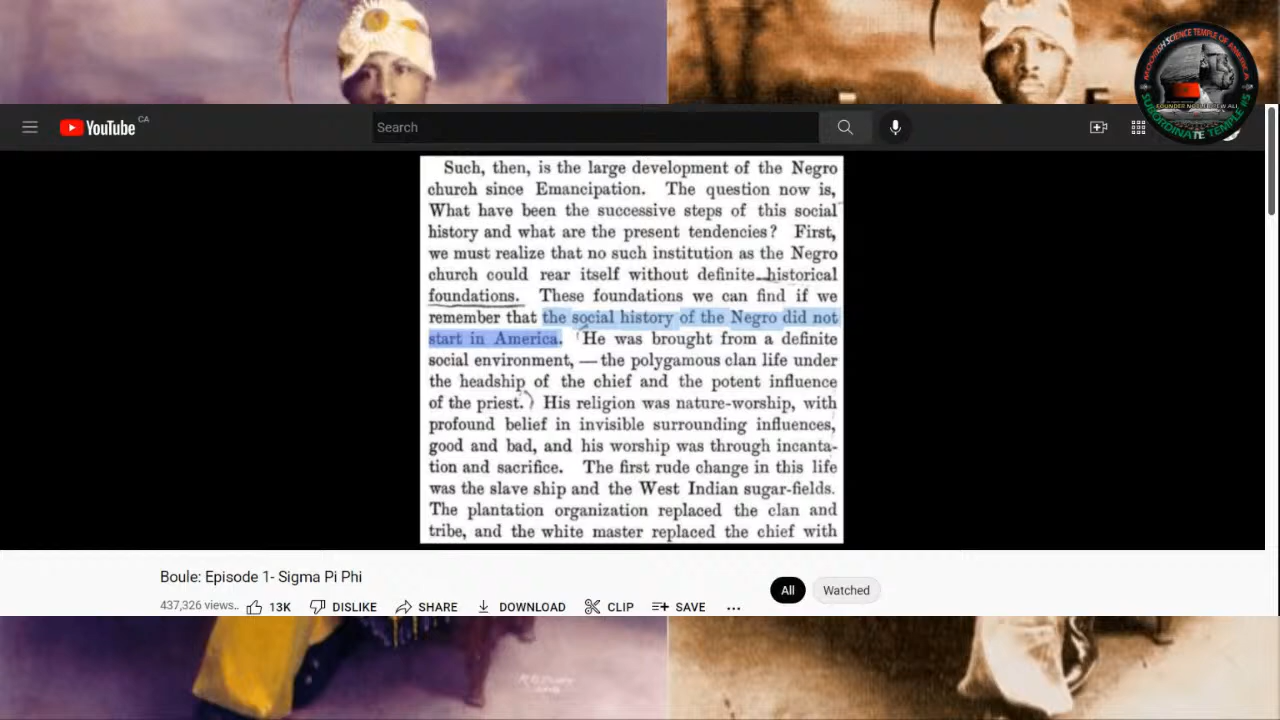 MOORISH SCIENCE TEMPLE OF AMERICA
SUBORDINATE TEMPLE #5
YouTube CA
Search
Such, then, is the large development of the Negro
church since Emancipation. The question now is,
What have been the successive steps of this social
history and what are the present tendencies? First,
we must realize that no such institution as the Negro
church could rear itself without definite historical
foundations. These foundations we can find if we
remember that the social history of the Negro did not
start in America. He was brought from a definite
social environment, — the polygamous clan life under
the headship of the chief and the potent influence
of the priest. His religion was nature-worship, with
profound belief in invisible surrounding influences,
good and bad, and his worship was through incanta-
tion and sacrifice. The first rude change in this life
was the slave ship and the West Indian sugar-fields.
The plantation organization replaced the clan and
tribe, and the white master replaced the chief with
Boule: Episode 1- Sigma Pi Phi
All
Watched
437,326 views..
13K
DISLIKE
SHARE
DOWNLOAD
CLIP
SAVE